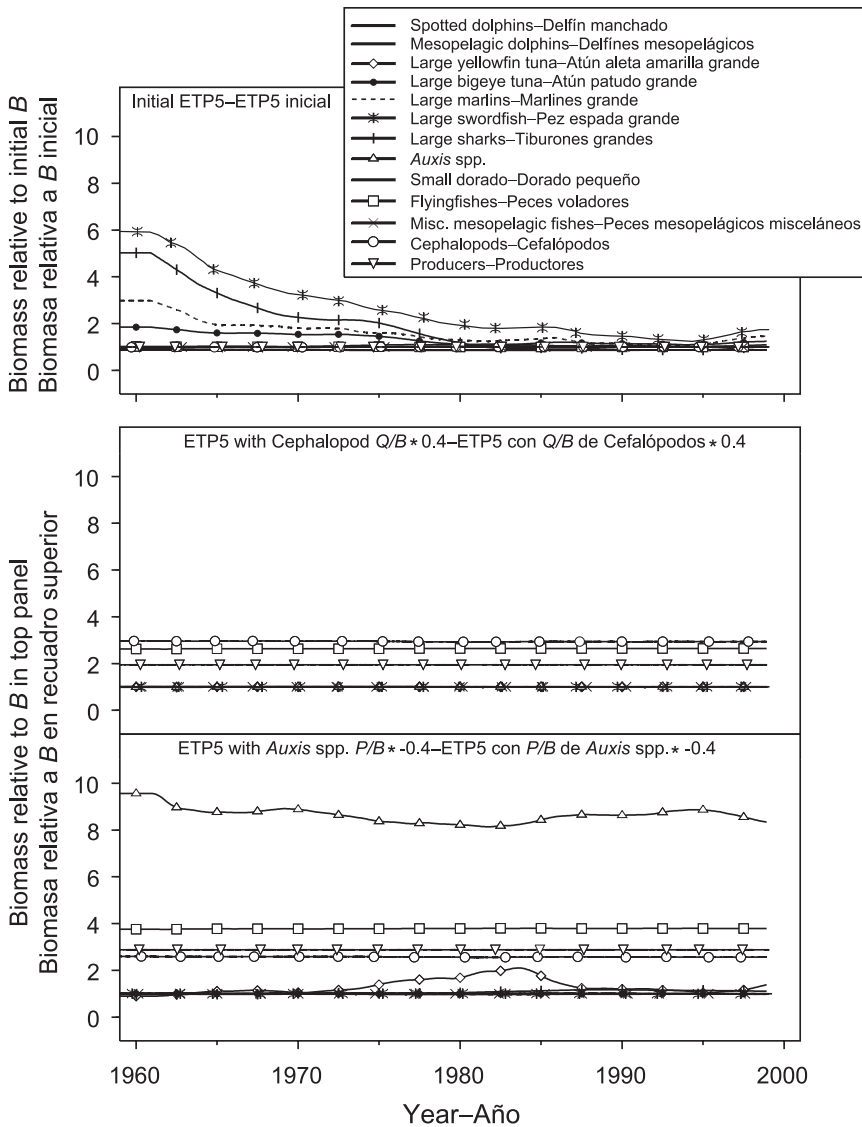 Spotted dolphins–Delfín manchado
Mesopelagic dolphins–Delfínes mesopelágicos
Large yellowfin tuna–Atún aleta amarilla grande
Large bigeye tuna–Atún patudo grande
Large marlins–Marlines grande
Large swordfish–Pez espada grande
Large sharks–Tiburones grandes
Auxis spp.
Small dorado–Dorado pequeño
Flyingfishes–Peces voladores
Misc. mesopelagic fishes–Peces mesopelágicos misceláneos
Cephalopods–Cefalópodos
Producers–Productores
Initial ETP5–ETP5 inicial
Biomass relative to initial B
Biomasa relativa a B inicial
10
8
6
4
2
0
ETP5 with Cephalopod Q/B * 0.4–ETP5 con Q/B de Cefalópodos * 0.4
10
8
6
4
2
0
Biomass relative to B in top panel
Biomasa relativa a B en recuadro superior
ETP5 with Auxis spp. P/B * -0.4–ETP5 con P/B de Auxis spp. * -0.4
10
8
6
4
2
0
1960 1970 1980 1990 2000
Year–Año